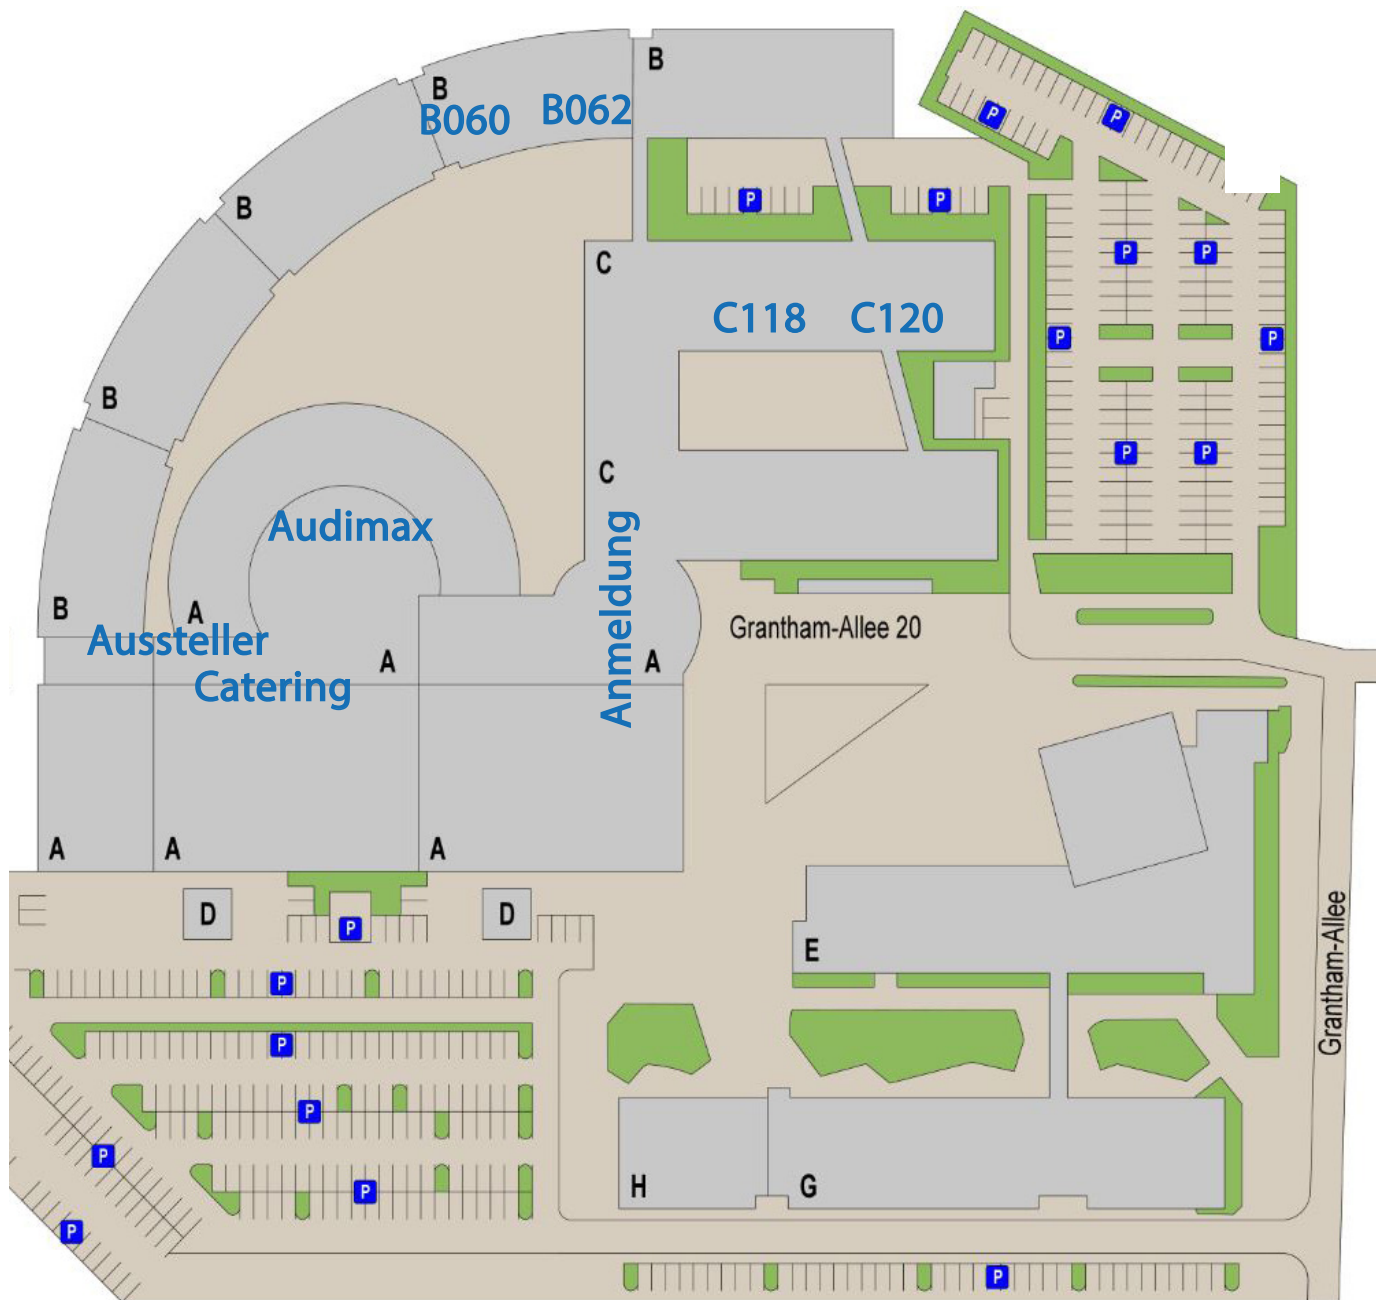 B
B
B060 B062
P
P
P
P
B
C
P
P
C118 C120
P
P
B
C
P
P
Audimax
Anmeldung
B
A
Aussteller
Grantham-Allee 20
A
A
Catering
A
A
A
D
D
P
E
Grantham-Allee
P
P
P
P
P
H
G
P
P